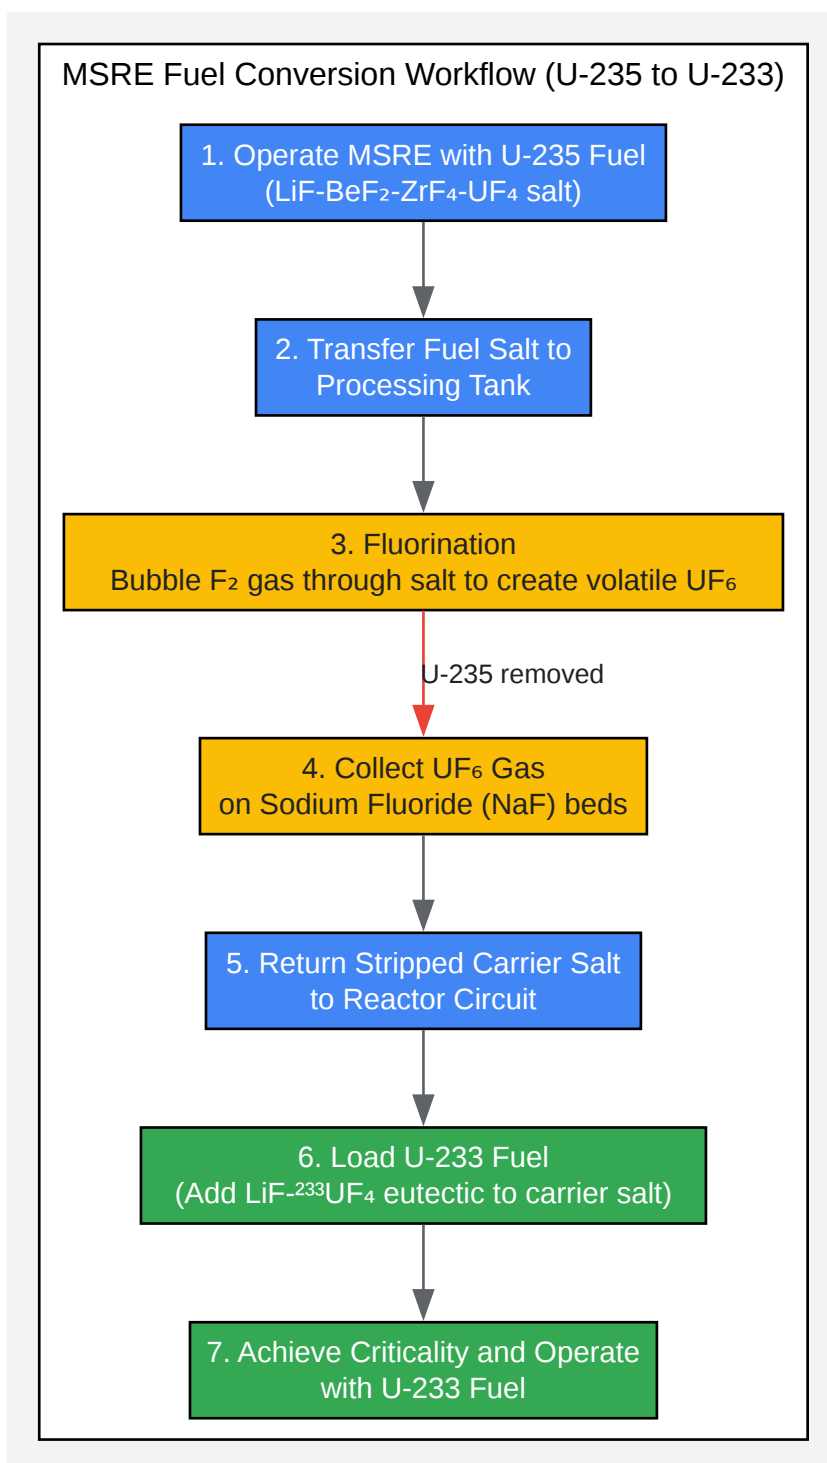 MSRE Fuel Conversion Workflow (U-235 to U-233)
1. Operate MSRE with U-235 Fuel
(LiF-BeF₂-ZrF₄-UF₄ salt)
2. Transfer Fuel Salt to
Processing Tank
3. Fluorination
Bubble F₂ gas through salt to create volatile UF₆
U-235 removed
4. Collect UF₆ Gas
on Sodium Fluoride (NaF) beds
5. Return Stripped Carrier Salt
to Reactor Circuit
6. Load U-233 Fuel
(Add LiF-²³³UF₄ eutectic to carrier salt)
7. Achieve Criticality and Operate
with U-233 Fuel